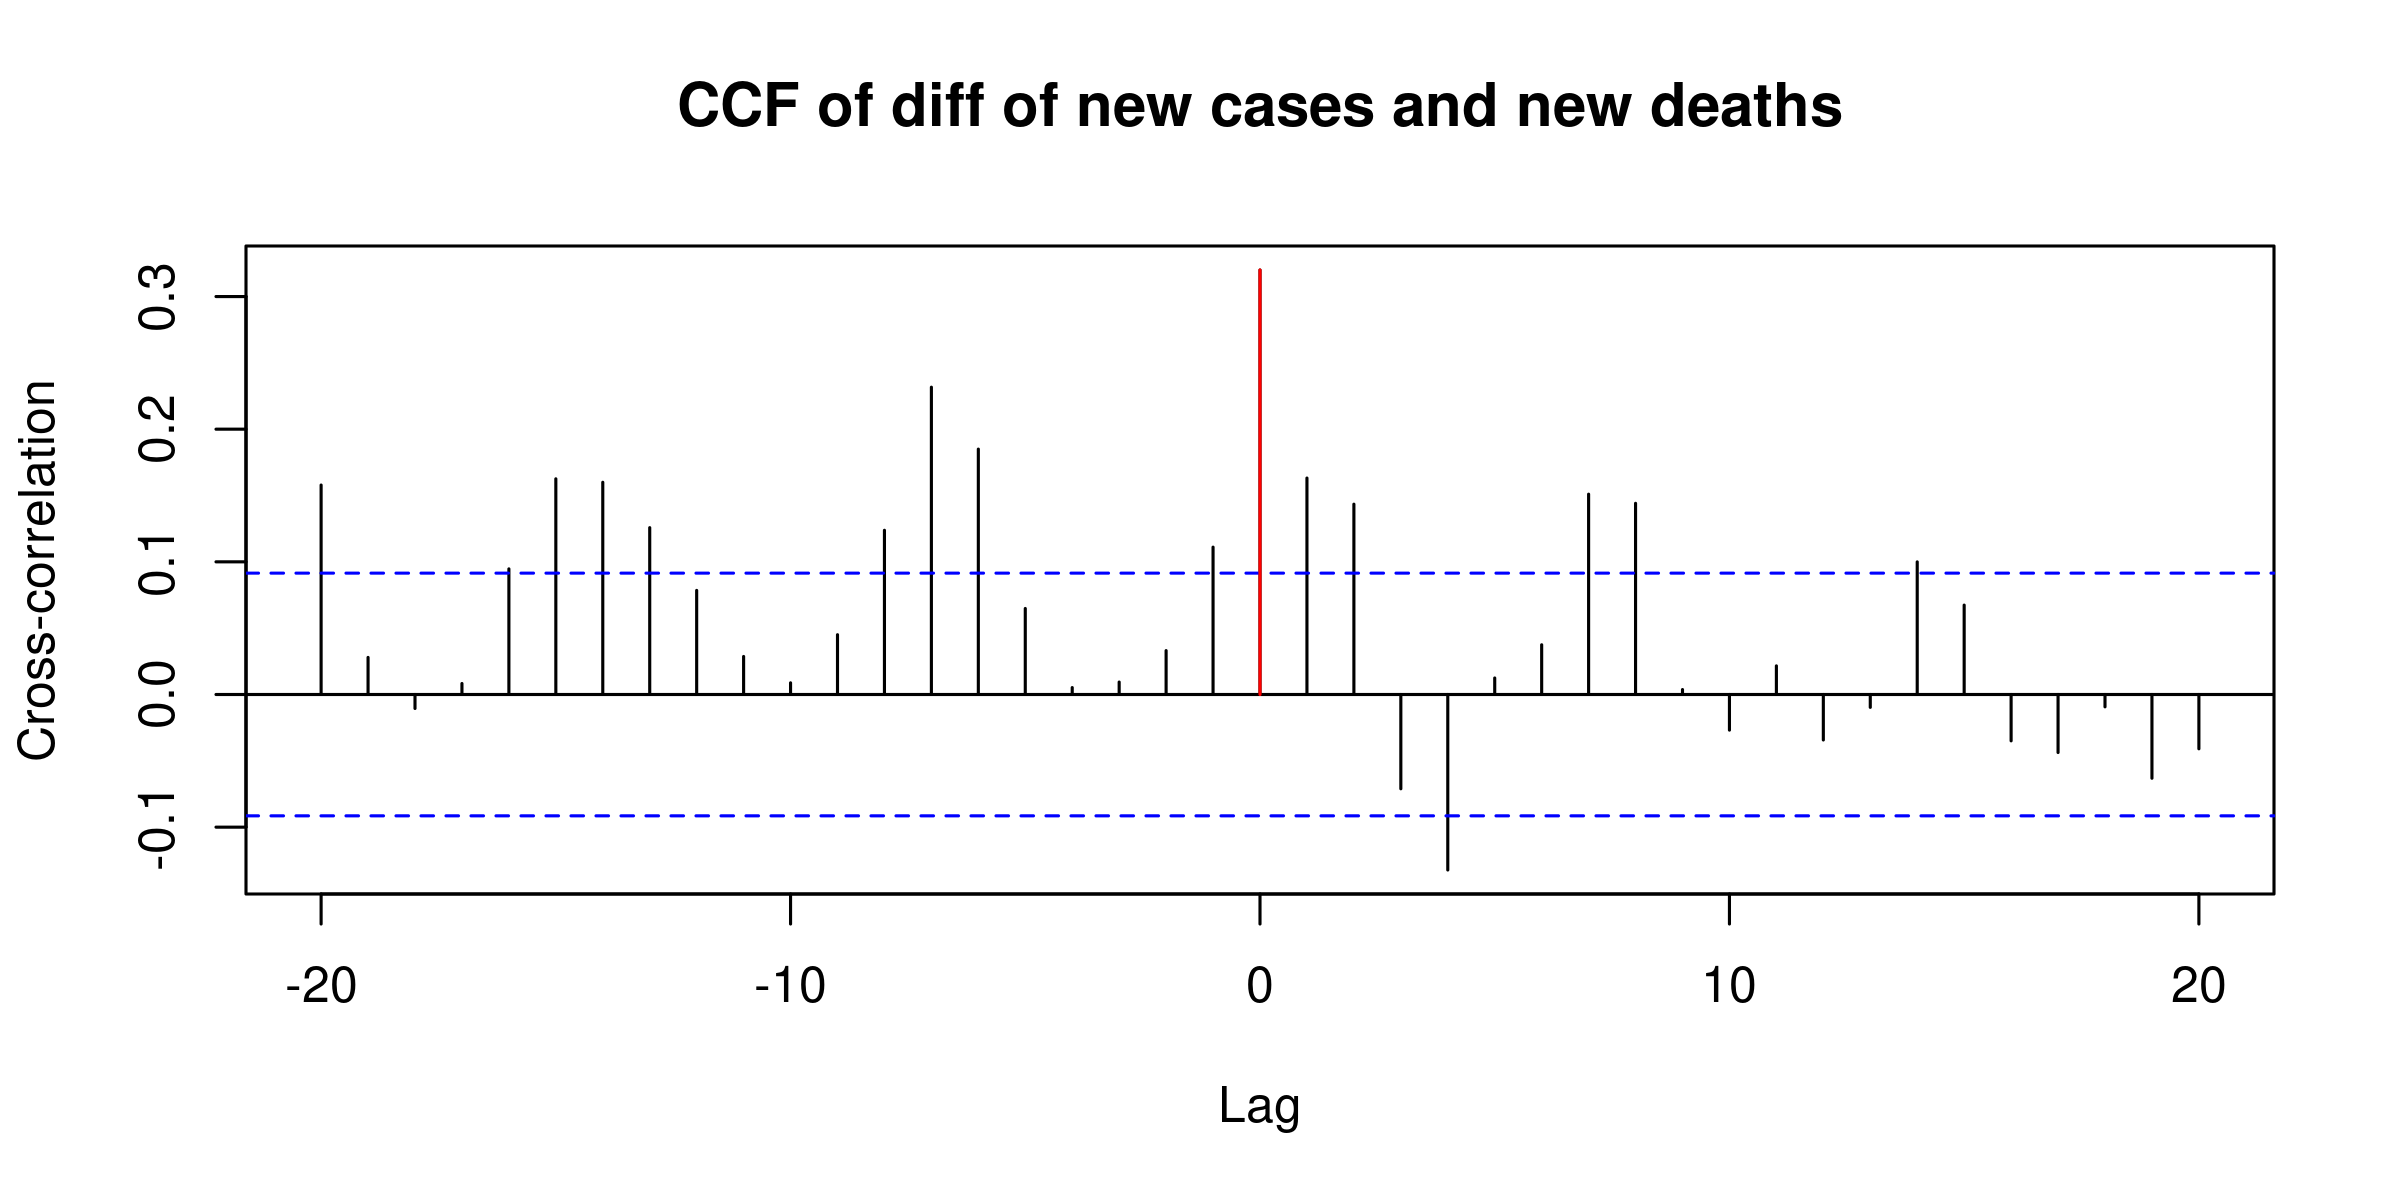 CCF of diff of new cases and new deaths
Cross-correlation
0.3
0.2
0.1
0.0
-0.1
-20 -10 0 10 20
Lag